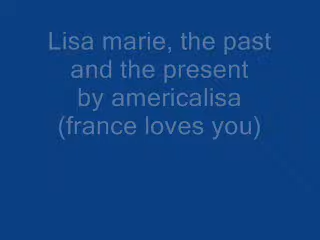 Lisa marie, the past
and the present
by americalisa
(france loves you)